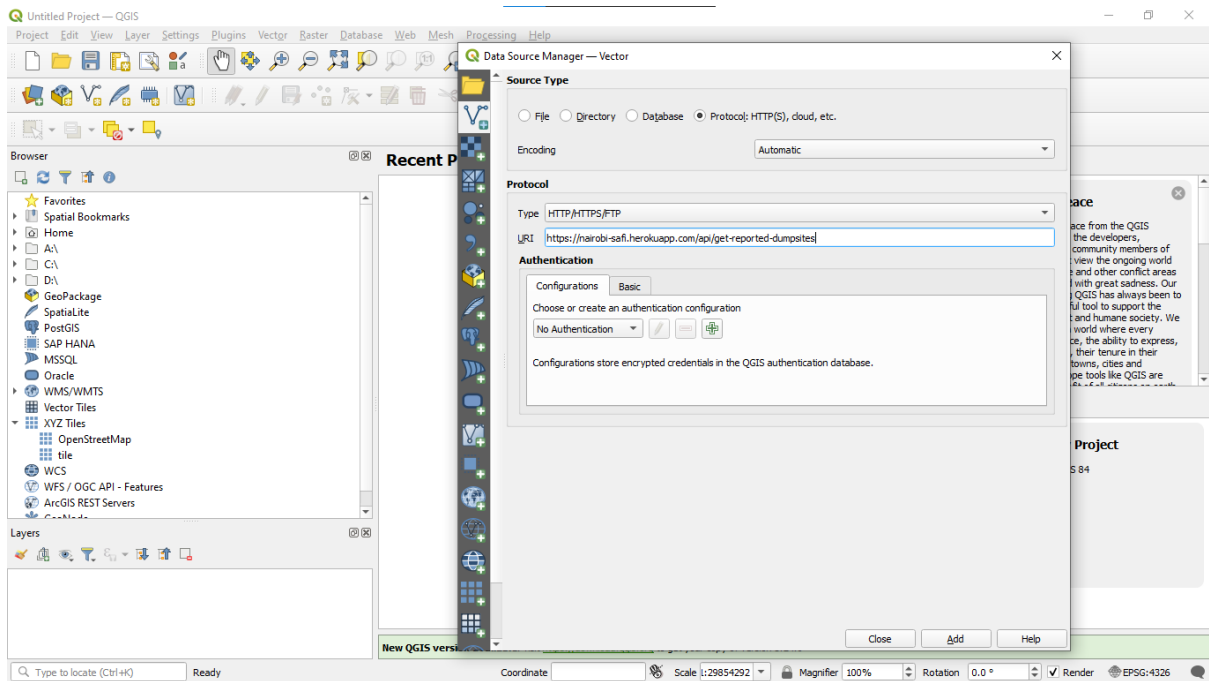 Untitled Project — QGIS
Project Edit View Layer Settings Plugins Vector Raster Database Web Mesh Processing Help
Data Source Manager — Vector
Source Type
File Directory Database Protocol: HTTP(S), cloud, etc.
Encoding Automatic
Protocol
Type HTTP/HTTPS/FTP
URI https://nairobi-safi.herokuapp.com/api/get-reported-dumpsites
Authentication
Configurations Basic
Choose or create an authentication configuration
No Authentication
Configurations store encrypted credentials in the QGIS authentication database.
Close Add Help
Browser
Favorites
Spatial Bookmarks
Home
A:\
C:\
D:\
GeoPackage
SpatiaLite
PostGIS
SAP HANA
MSSQL
Oracle
WMS/WMTS
Vector Tiles
XYZ Tiles
OpenStreetMap
tile
WCS
WFS / OGC API - Features
ArcGIS REST Servers
GeoNode
Layers
Recent P
eace
ace from the QGIS
the developers,
community members of
view the ongoing world
e and other conflict areas
with great sadness. Our
QGIS has always been to
ful tool to support the
t and humane society. We
world where every
ce, the ability to express,
, their tenure in their
towns, cities and
ope tools like QGIS are
Project
S 84
New QGIS versi
Type to locate (Ctrl+K) Ready Coordinate Scale 1:29854292 Magnifier 100% Rotation 0.0 ° Render EPSG:4326